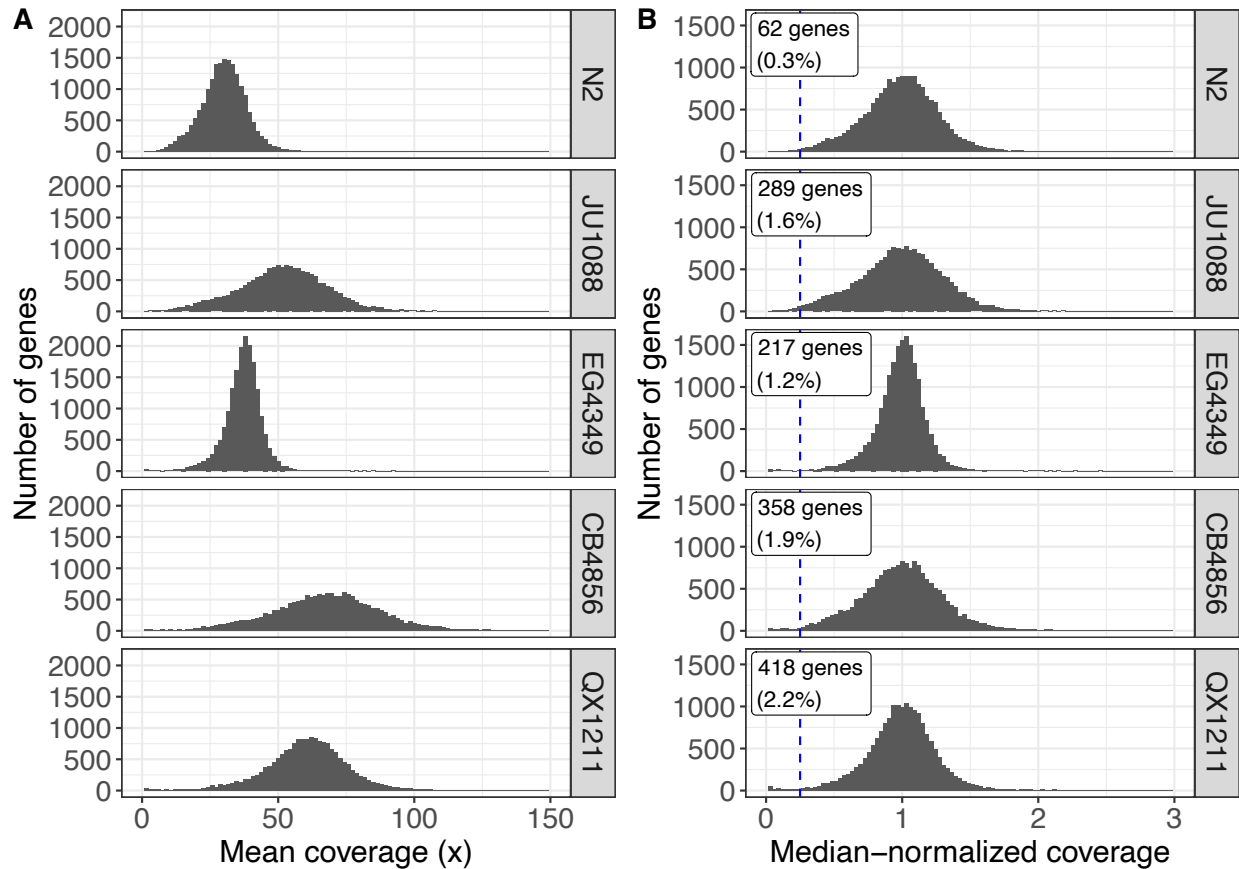 A
Number of genes
2000
1500
1000
500
0
N2
2000
1500
1000
500
0
JU1088
2000
1500
1000
500
0
EG4349
2000
1500
1000
500
0
CB4856
2000
1500
1000
500
0
QX1211
0 50 100 150
Mean coverage (x)
B
Number of genes
1500
1000
500
0
62 genes
(0.3%)
N2
1500
1000
500
0
289 genes
(1.6%)
JU1088
1500
1000
500
0
217 genes
(1.2%)
EG4349
1500
1000
500
0
358 genes
(1.9%)
CB4856
1500
1000
500
0
418 genes
(2.2%)
QX1211
0 1 2 3
Median−normalized coverage